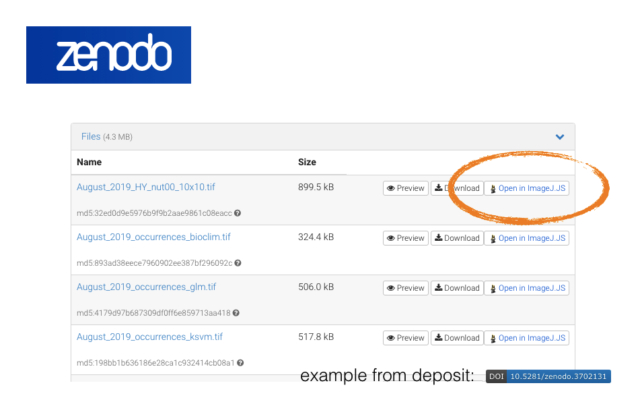 zenodo
Files (4.3 MB)
Name Size
August_2019_HY_nut00_10x10.tif 899.5 kB Preview Download Open in ImageJ.JS
md5:32ed0d9e5976b9f9b2aae9861c08eacc
August_2019_occurrences_bioclim.tif 324.4 kB Preview Download Open in ImageJ.JS
md5:893ad38eece7960902ee387bf296092c
August_2019_occurrences_glm.tif 506.0 kB Preview Download Open in ImageJ.JS
md5:4179d97b687309df0ff6e859713aa418
August_2019_occurrences_ksvm.tif 517.8 kB Preview Download Open in ImageJ.JS
md5:198bb1b636186e28ca1c932414cb08a1
example from deposit: DOI 10.5281/zenodo.3702131